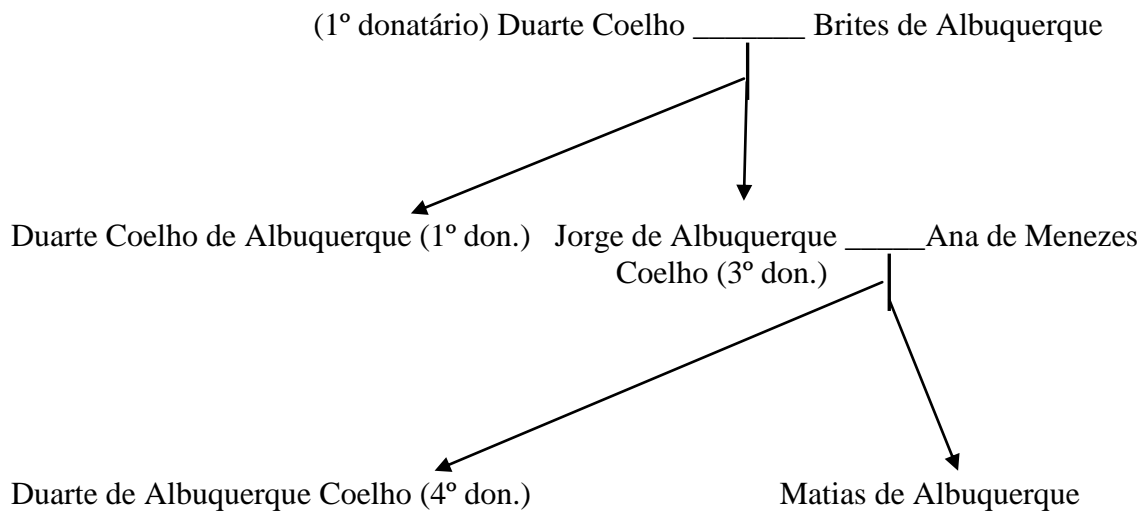 (1º donatário) Duarte Coelho _______ Brites de Albuquerque
Duarte Coelho de Albuquerque (1º don.) Jorge de Albuquerque _____Ana de Menezes
Coelho (3º don.)
Duarte de Albuquerque Coelho (4º don.) Matias de Albuquerque